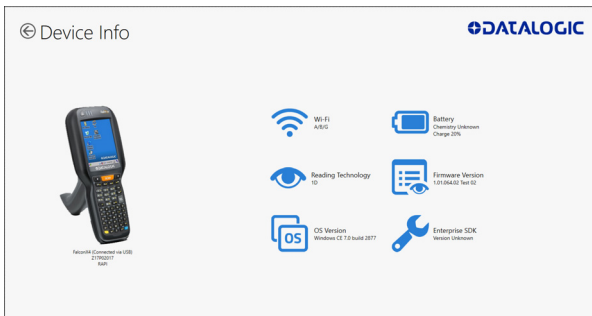 Device Info
DATALOGIC
Wi-Fi
A/B/G
Battery
Chemistry Unknown
Charge 20%
Reading Technology
1D
Firmware Version
1.01.064.02 Test 02
OS
OS Version
Windows CE 7.0 build 2877
Enterprise SDK
Version Unknown
FalconX4 (Connected via USB)
Z17P02017
RAPI